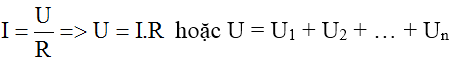 I = U/R => U = I.R hoặc U = U₁ + U₂ + … + Uₙ